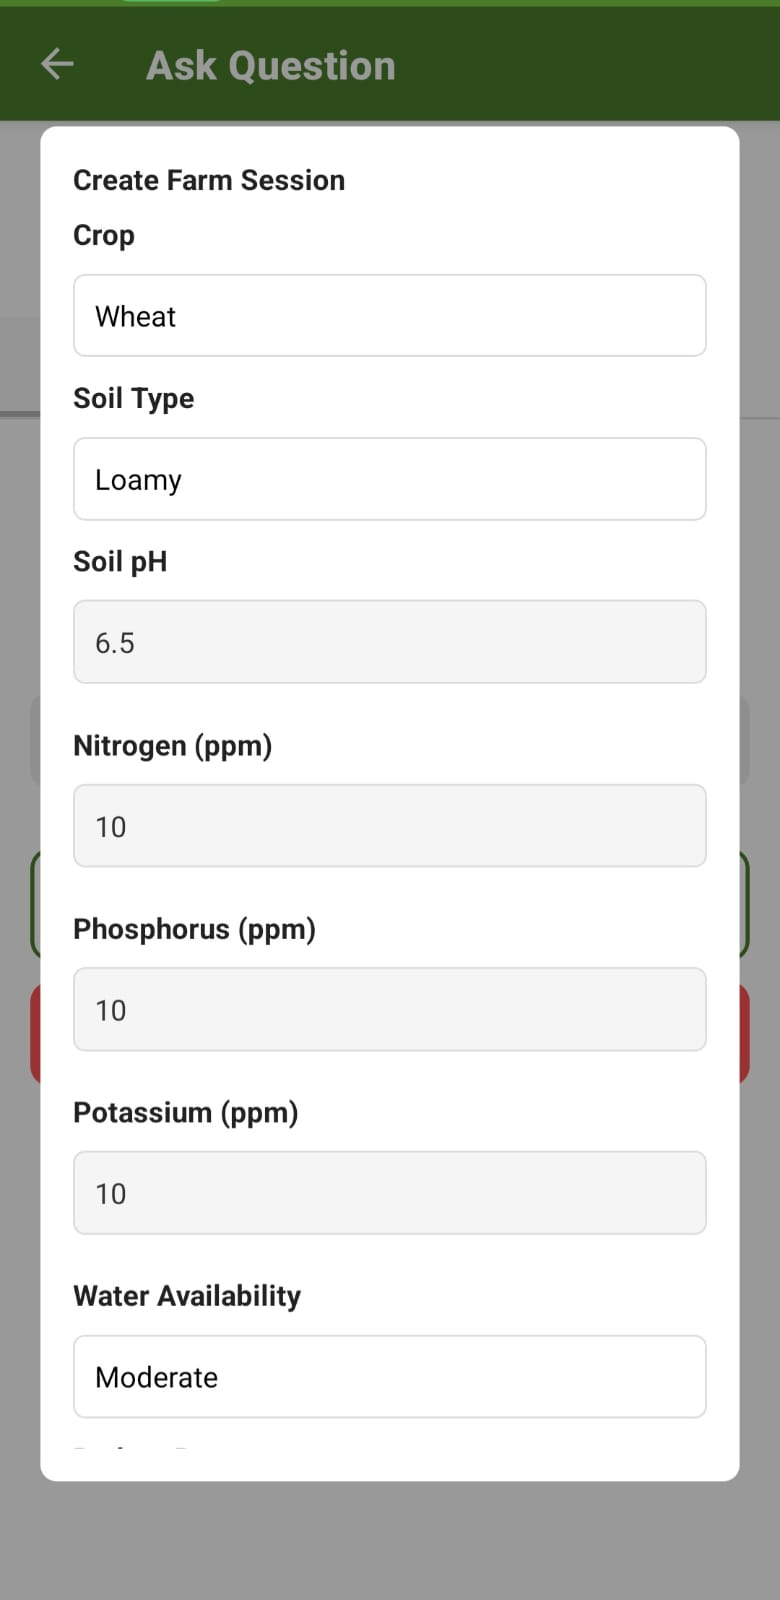 Ask Question
Create Farm Session
Crop
Wheat
Soil Type
Loamy
Soil pH
6.5
Nitrogen (ppm)
10
Phosphorus (ppm)
10
Potassium (ppm)
10
Water Availability
Moderate